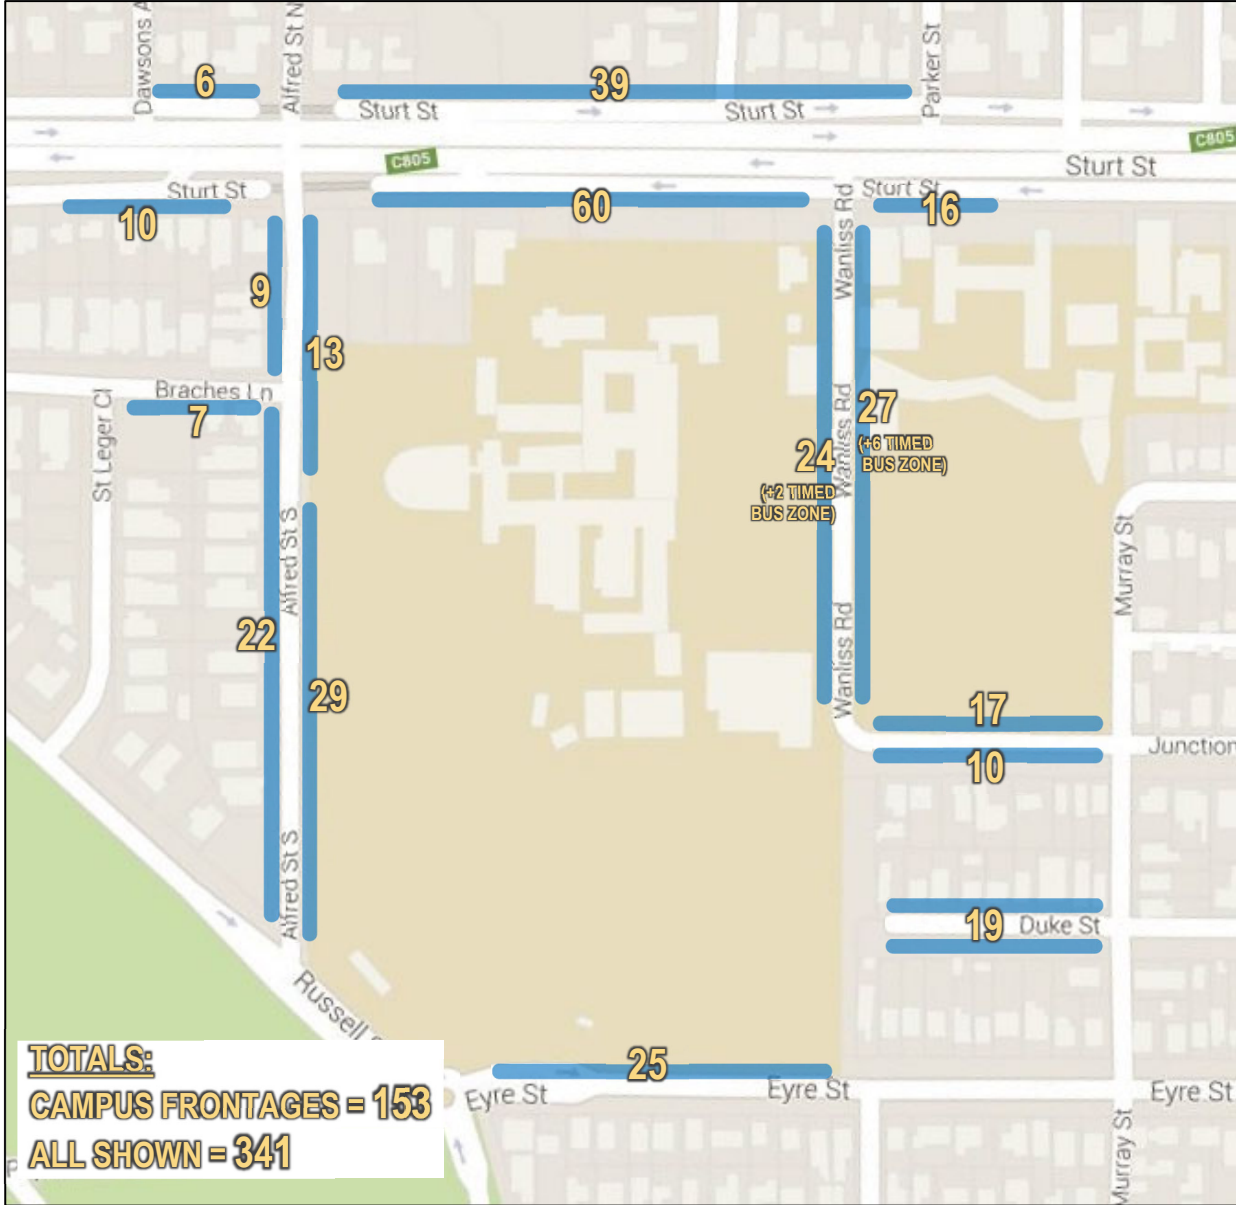 Dawsons A
Alfred St N
Parker St
6
39
Sturt St
Sturt St
C805
C805
Sturt St
Sturt St
Sturt St
10
60
16
Wanliss Rd
9
13
Braches Ln
7
St Leger Cl
Wanliss Rd
27
(+6 TIMED
BUS ZONE)
24
(+2 TIMED
BUS ZONE)
Alfred St S
Murray St
22
29
Wanliss Rd
17
Junction
10
Alfred St S
19
Duke St
Russell S
25
Eyre St
Eyre St
Eyre St
Murray St
TOTALS:
CAMPUS FRONTAGES = 153
ALL SHOWN = 341
P